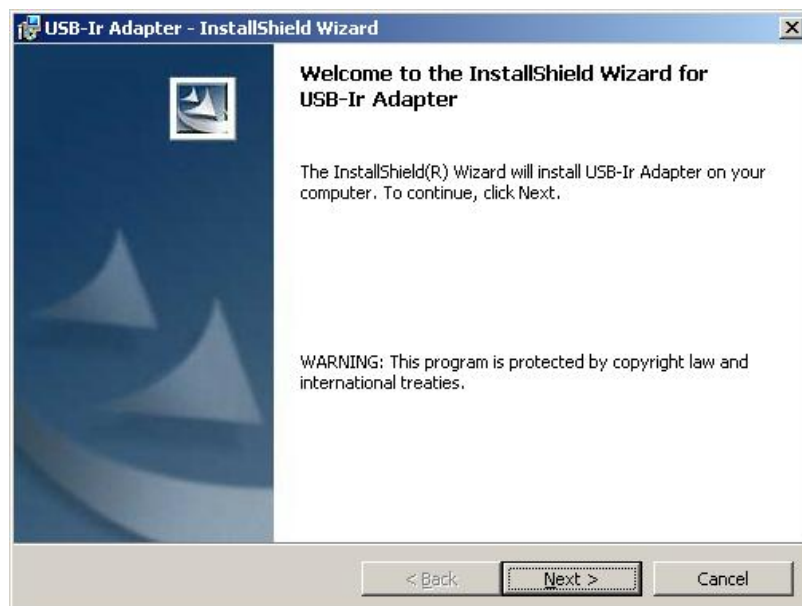 USB-Ir Adapter - InstallShield Wizard
Welcome to the InstallShield Wizard for
USB-Ir Adapter
The InstallShield(R) Wizard will install USB-Ir Adapter on your
computer. To continue, click Next.
WARNING: This program is protected by copyright law and
international treaties.
< Back Next > Cancel